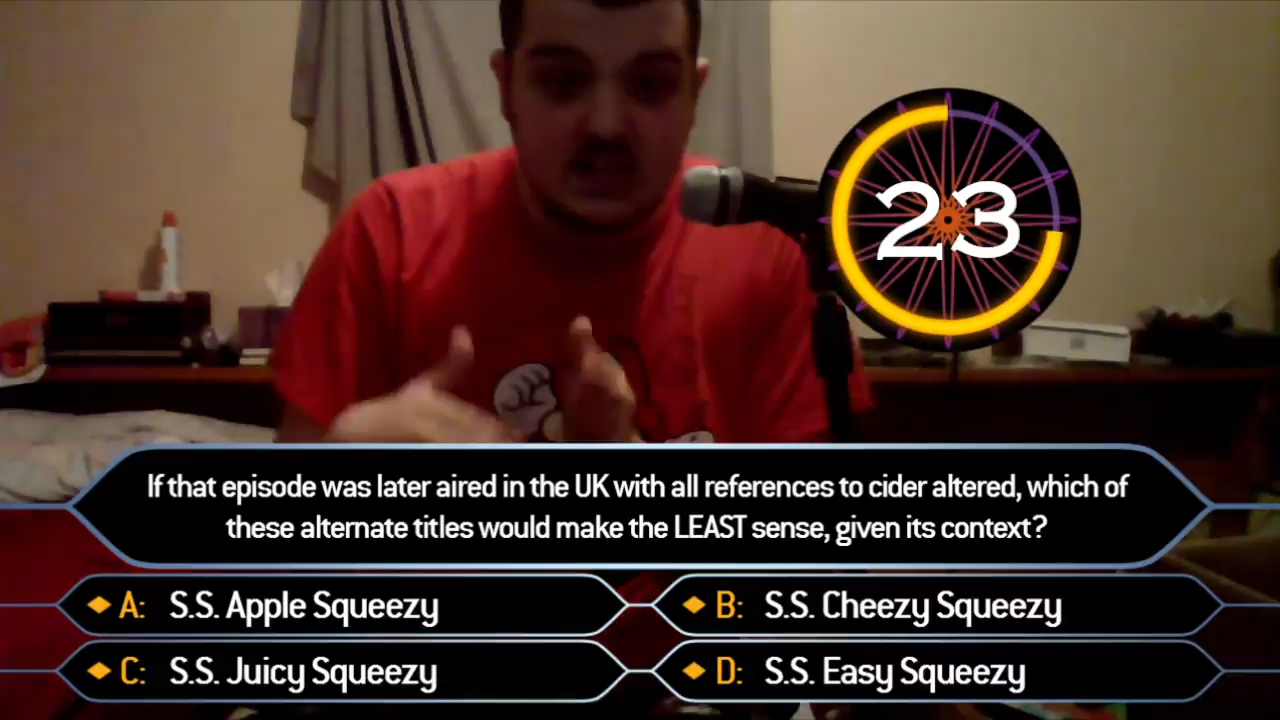 23
If that episode was later aired in the UK with all references to cider altered, which of
these alternate titles would make the LEAST sense, given its context?
A: S.S. Apple Squeezy
B: S.S. Cheezy Squeezy
C: S.S. Juicy Squeezy
D: S.S. Easy Squeezy